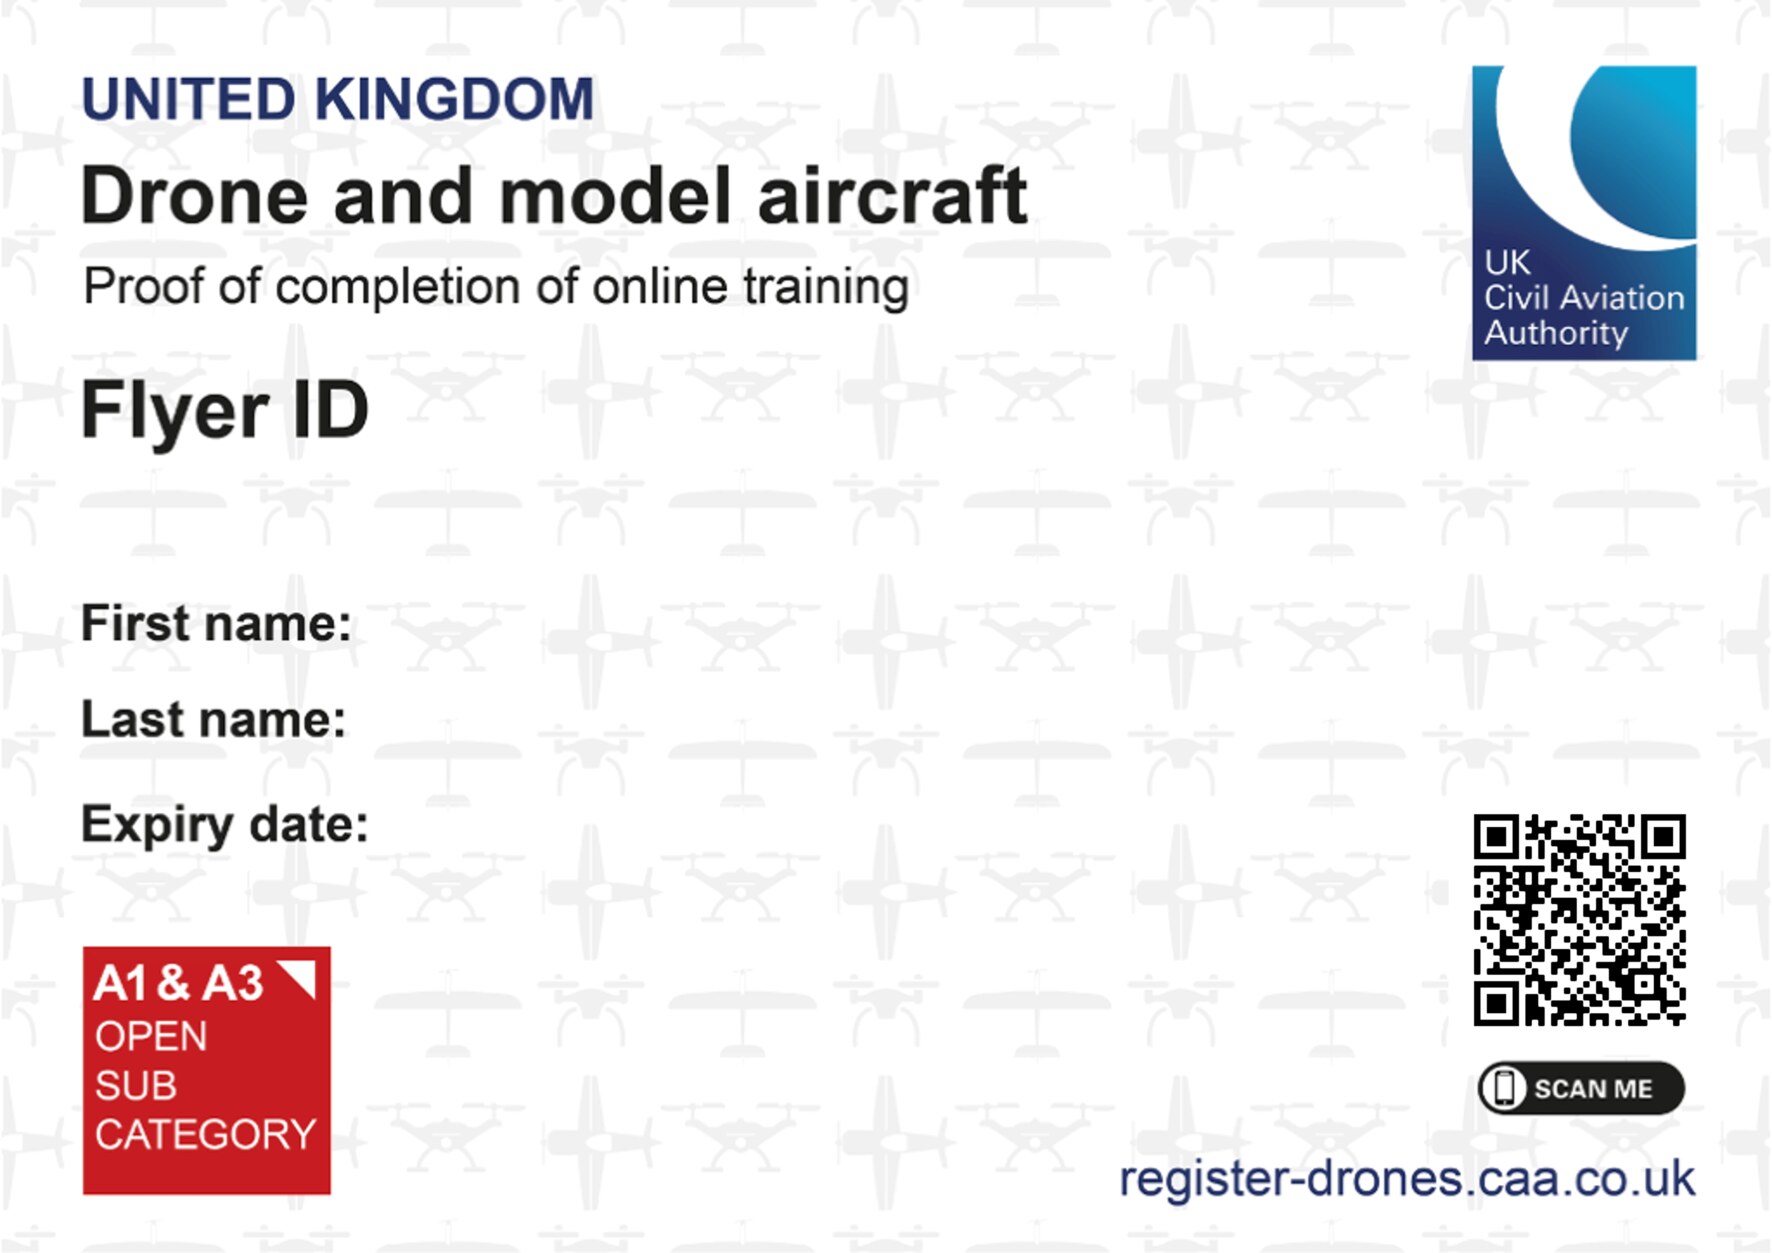 UNITED KINGDOM
Drone and model aircraft
Proof of completion of online training
UK
Civil Aviation
Authority
Flyer ID
First name:
Last name:
Expiry date:
A1 & A3
OPEN
SUB
CATEGORY
SCAN ME
register-drones.caa.co.uk